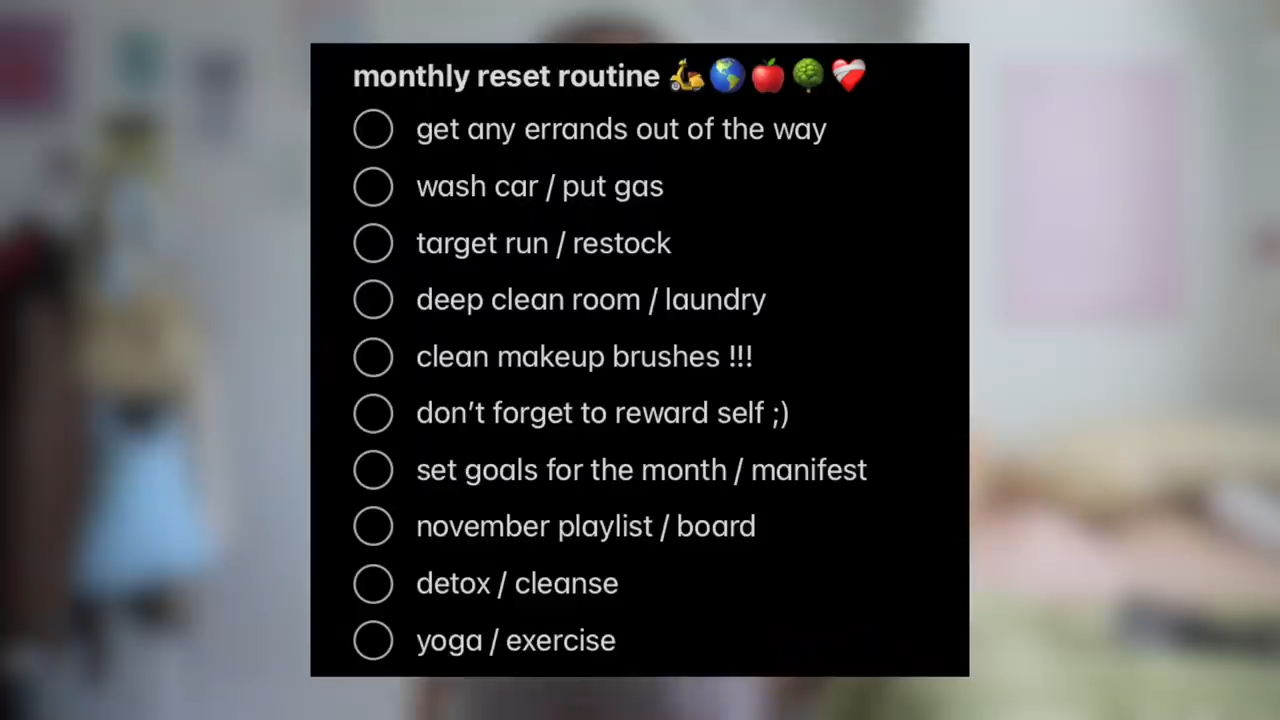 monthly reset routine 🛵🌎🍎🌳❤️‍🩹
get any errands out of the way
wash car / put gas
target run / restock
deep clean room / laundry
clean makeup brushes !!!
don’t forget to reward self ;)
set goals for the month / manifest
november playlist / board
detox / cleanse
yoga / exercise